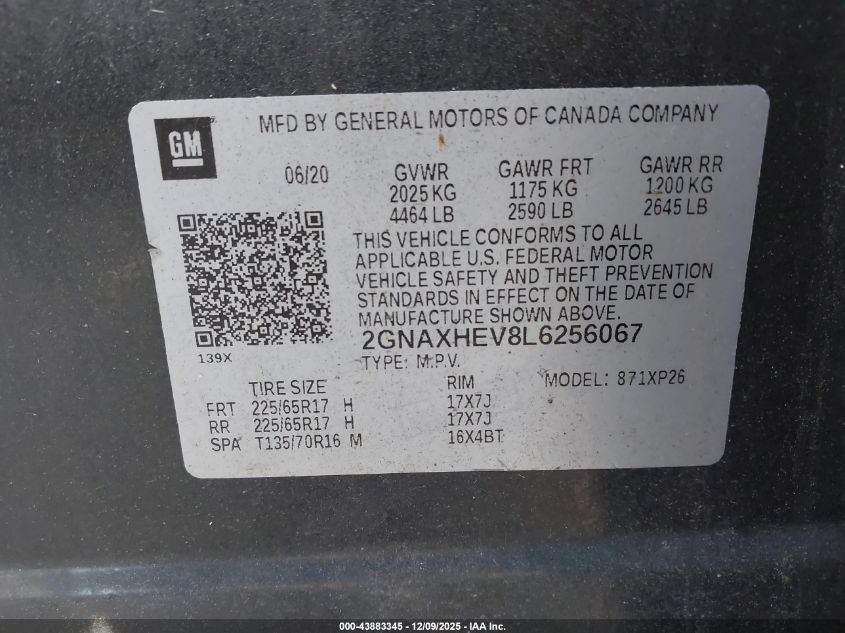 GM
MFD BY GENERAL MOTORS OF CANADA COMPANY
06/20 GVWR GAWR FRT GAWR RR
2025 KG 1175 KG 1200 KG
4464 LB 2590 LB 2645 LB
THIS VEHICLE CONFORMS TO ALL
APPLICABLE U.S. FEDERAL MOTOR
VEHICLE SAFETY AND THEFT PREVENTION
STANDARDS IN EFFECT ON THE DATE OF
MANUFACTURE SHOWN ABOVE.
2GNAXHEV8L6256067
139X
TYPE: M.P.V.
TIRE SIZE RIM MODEL: 871XP26
FRT 225/65R17 H 17X7J
RR 225/65R17 H 17X7J
SPA T135/70R16 M 16X4BT
000-43883345 - 12/09/2025 - IAA Inc.